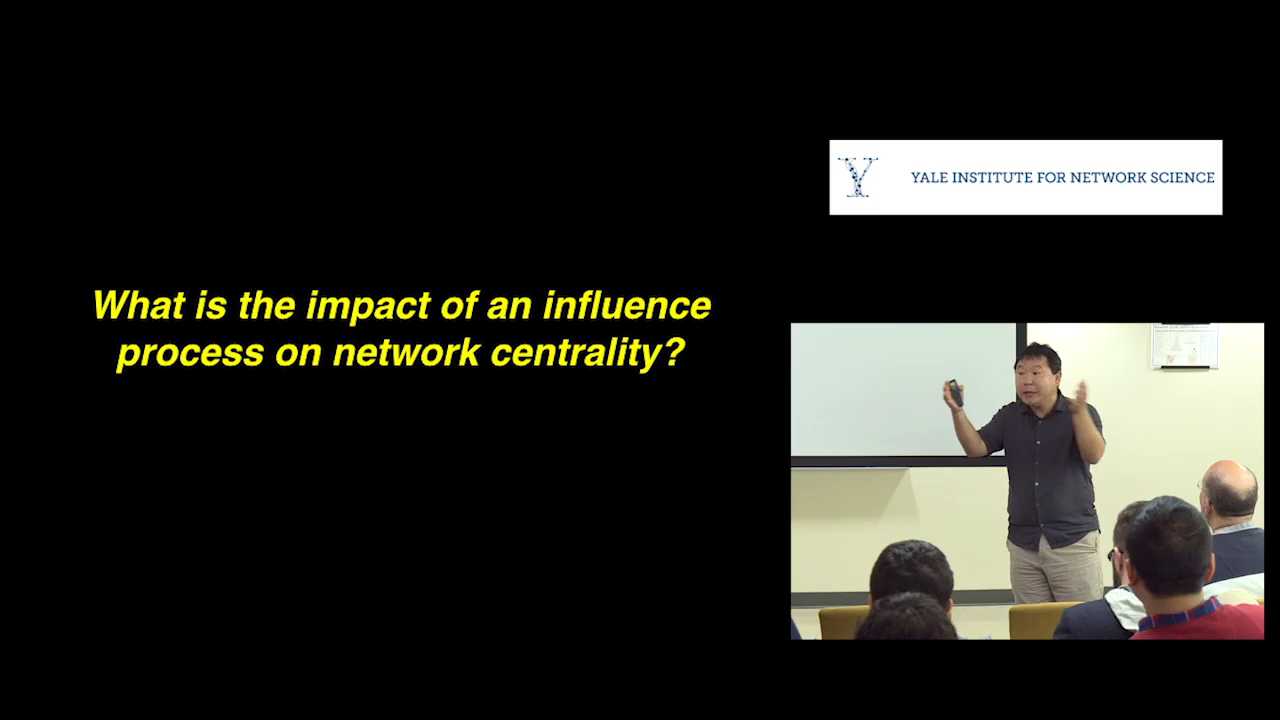 What is the impact of an influence
process on network centrality?
YALE INSTITUTE FOR NETWORK SCIENCE